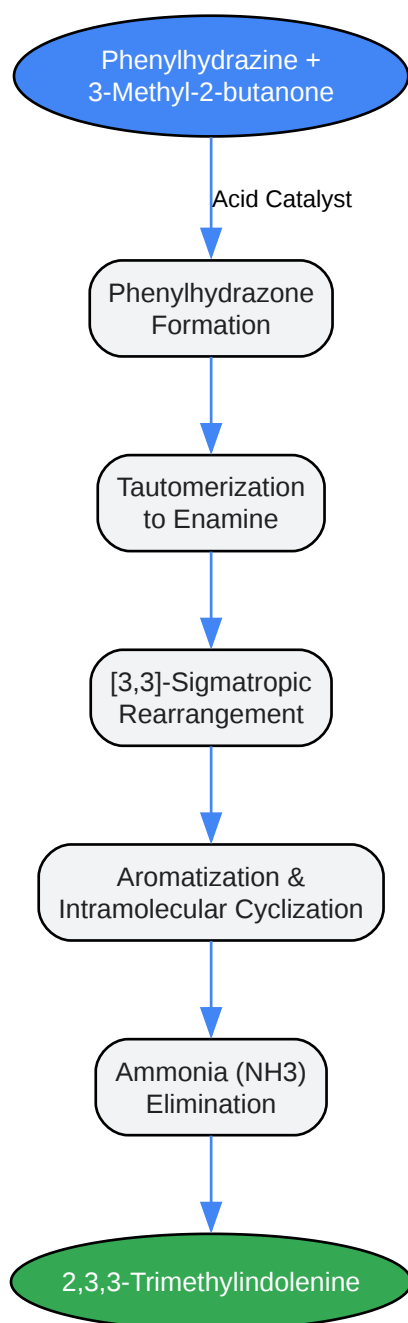 Phenylhydrazine +
3-Methyl-2-butanone
Acid Catalyst
Phenylhydrazone
Formation
Tautomerization
to Enamine
[3,3]-Sigmatropic
Rearrangement
Aromatization &
Intramolecular Cyclization
Ammonia (NH3)
Elimination
2,3,3-Trimethylindolenine